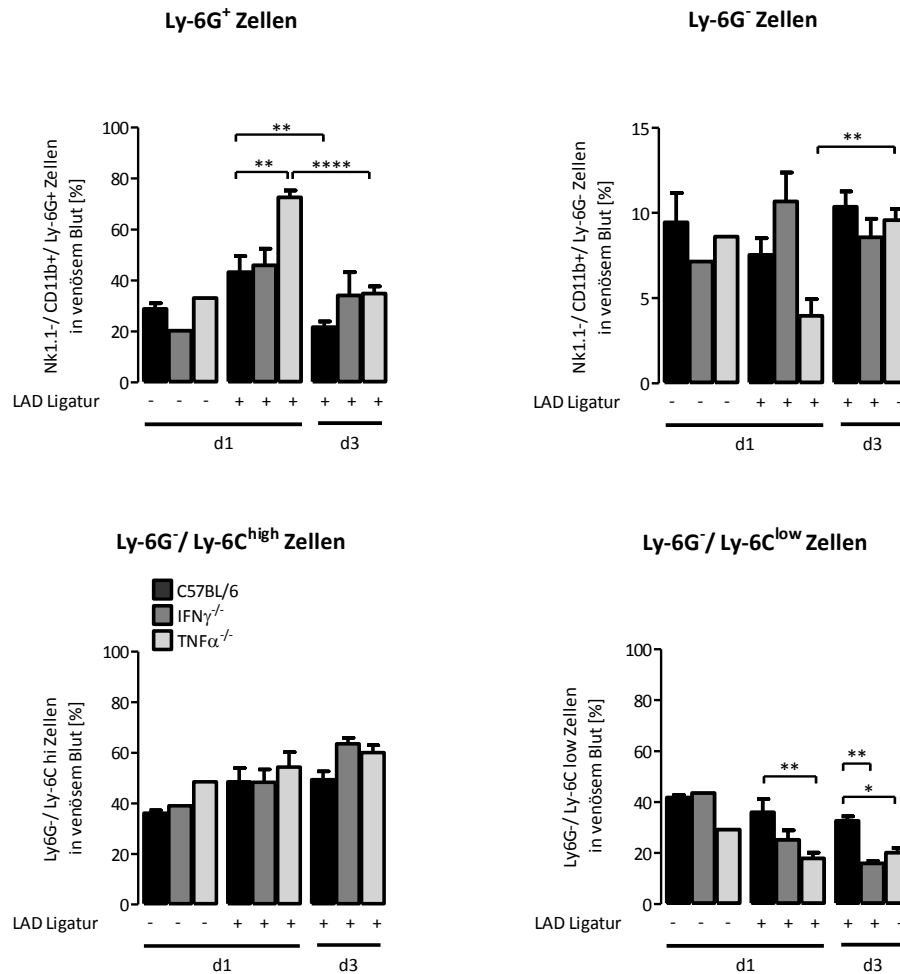 Ly-6G+ Zellen
Nk1.1-/ CD11b+/ Ly-6G+ Zellen
in venösem Blut [%]
100
80
60
40
20
0
** 
** ****
LAD Ligatur - - - + + + + + +
d1 d3
Ly-6G- Zellen
Nk1.1-/ CD11b+/ Ly-6G- Zellen
in venösem Blut [%]
15
10
5
0
**
LAD Ligatur - - - + + + + +
d1 d3
Ly-6G-/ Ly-6Chigh Zellen
C57BL/6
IFNγ-/-
TNFα-/-
Ly6G-/ Ly-6C hi Zellen
in venösem Blut [%]
100
80
60
40
20
0
LAD Ligatur - - - + + + + + +
d1 d3
Ly-6G-/ Ly-6Clow Zellen
Ly6G-/ Ly-6C low Zellen
in venösem Blut [%]
100
80
60
40
20
0
** **
*
LAD Ligatur - - - + + + + +
d1 d3